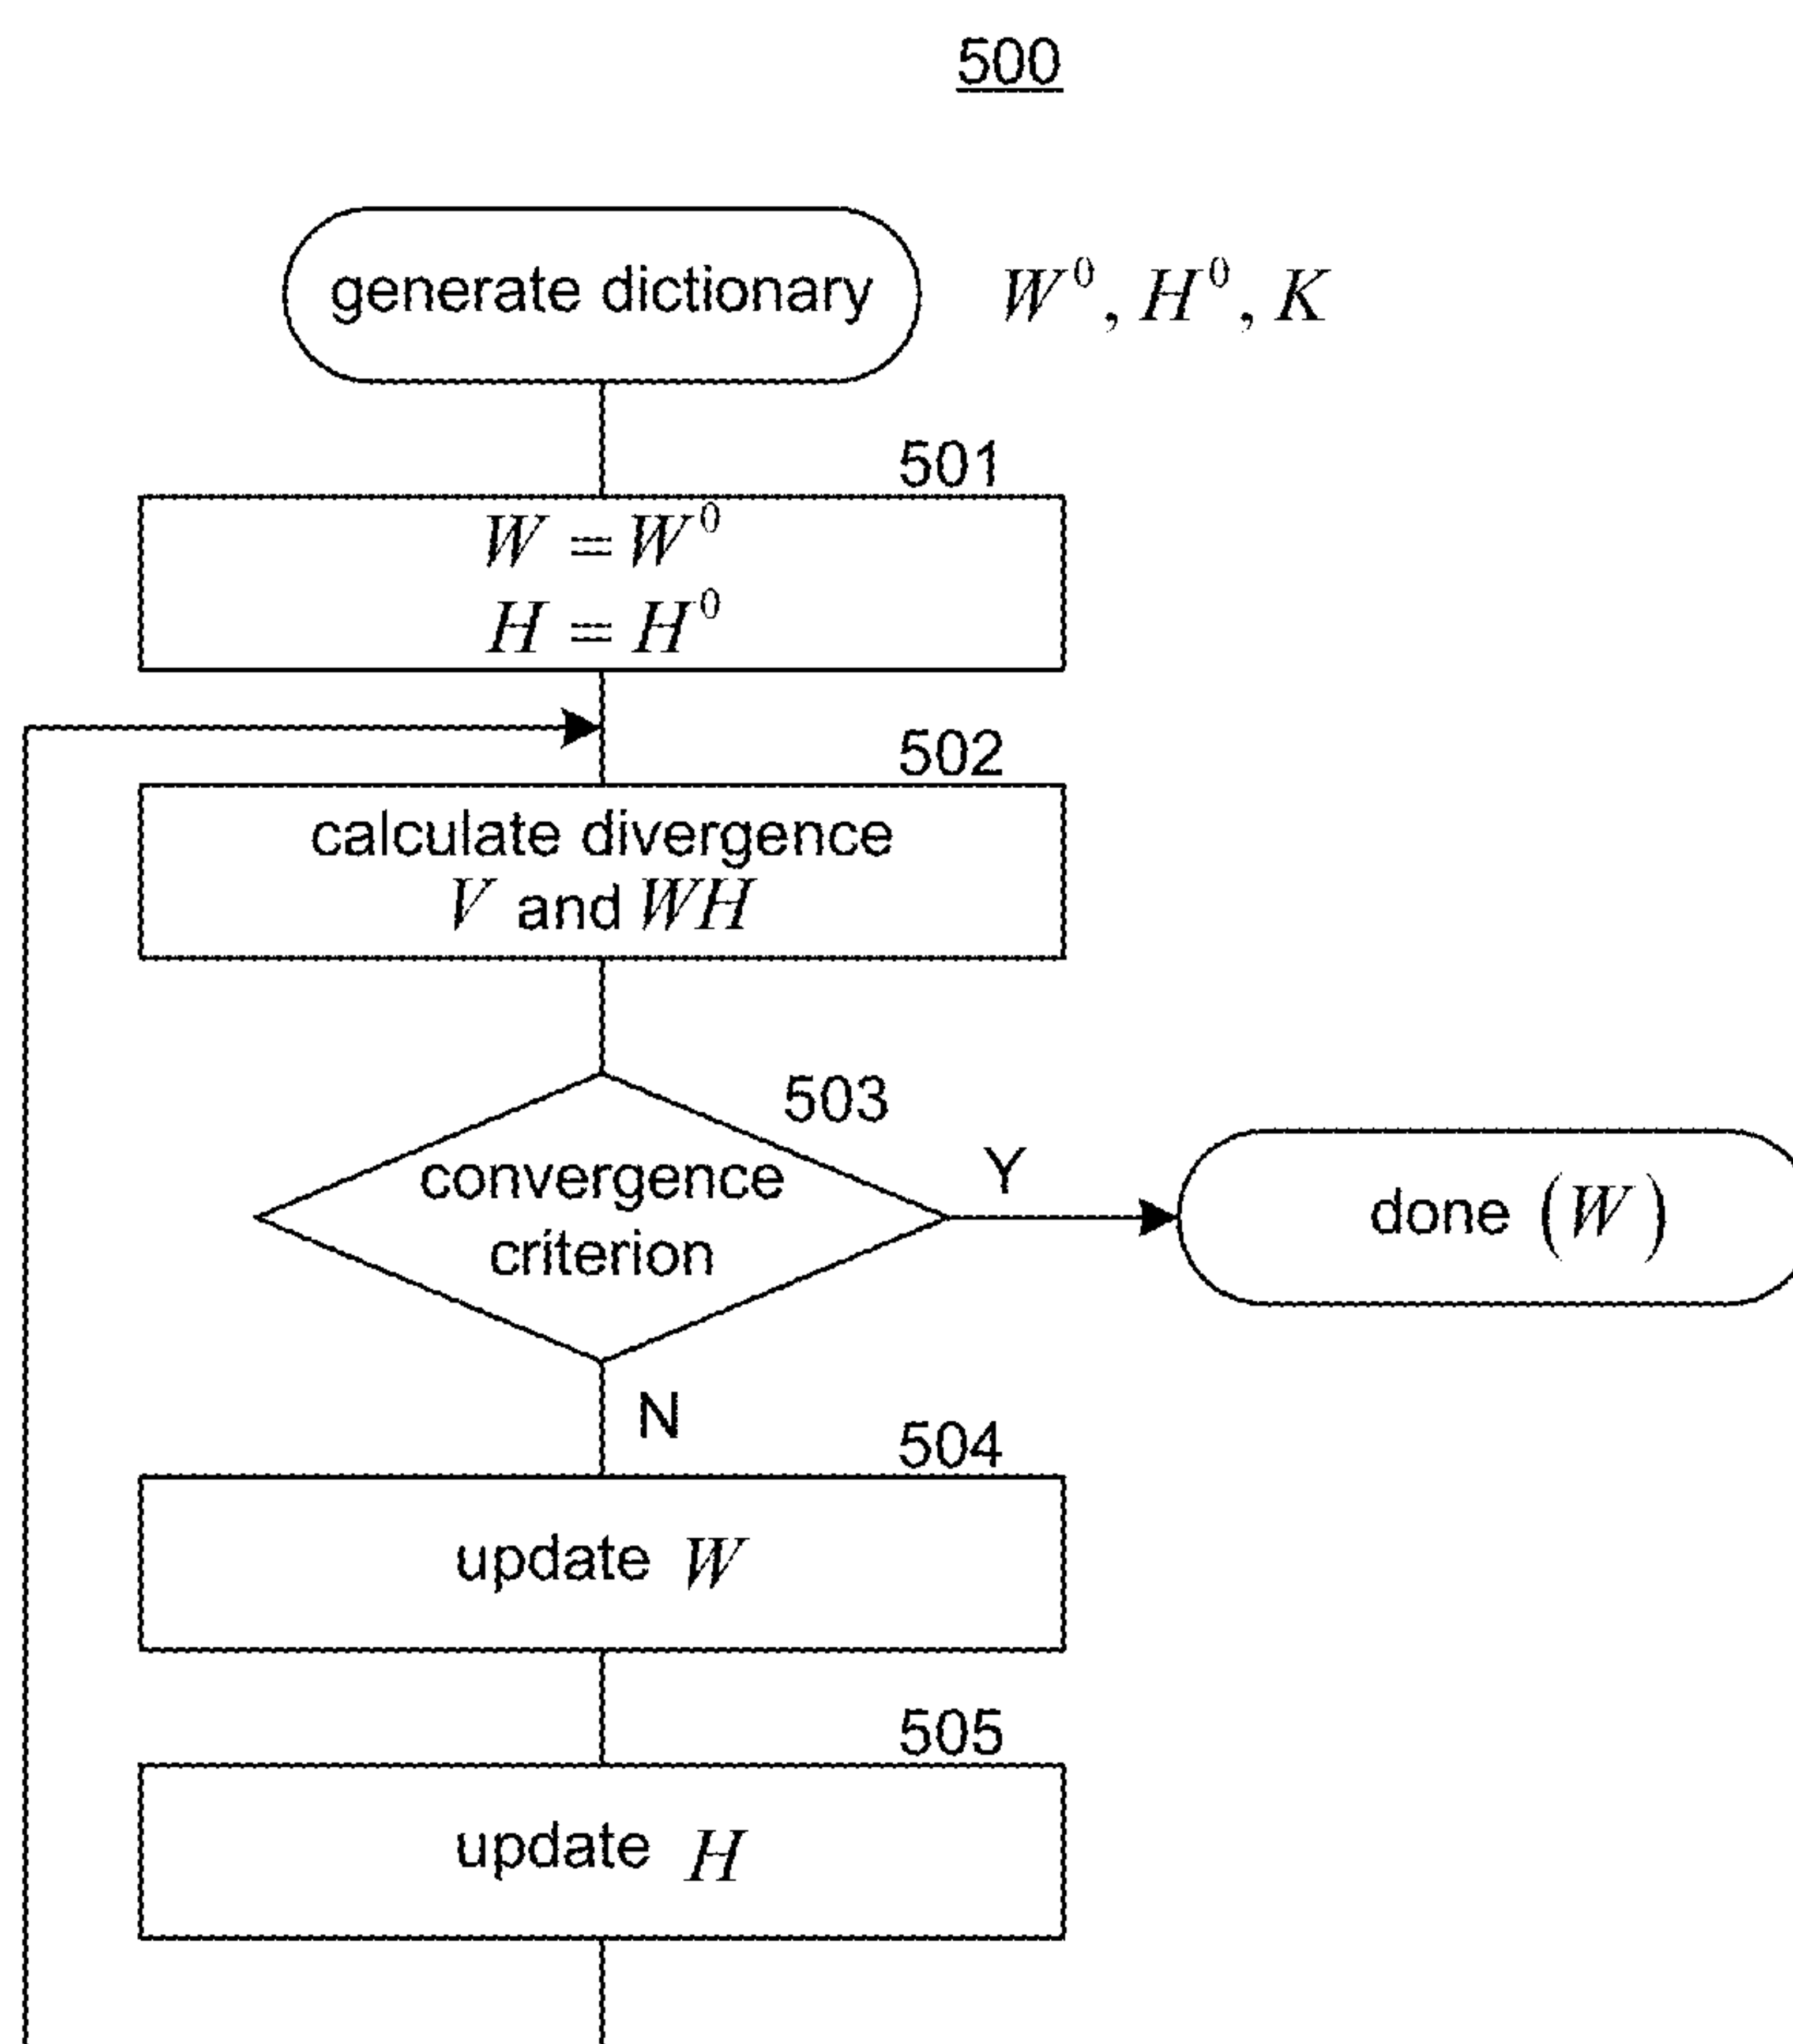 500
generate dictionary W⁰, H⁰, K
501
W = W⁰
H = H⁰
502
calculate divergence
V and WH
503
convergence
criterion
Y
done (W)
N
504
update W
505
update H